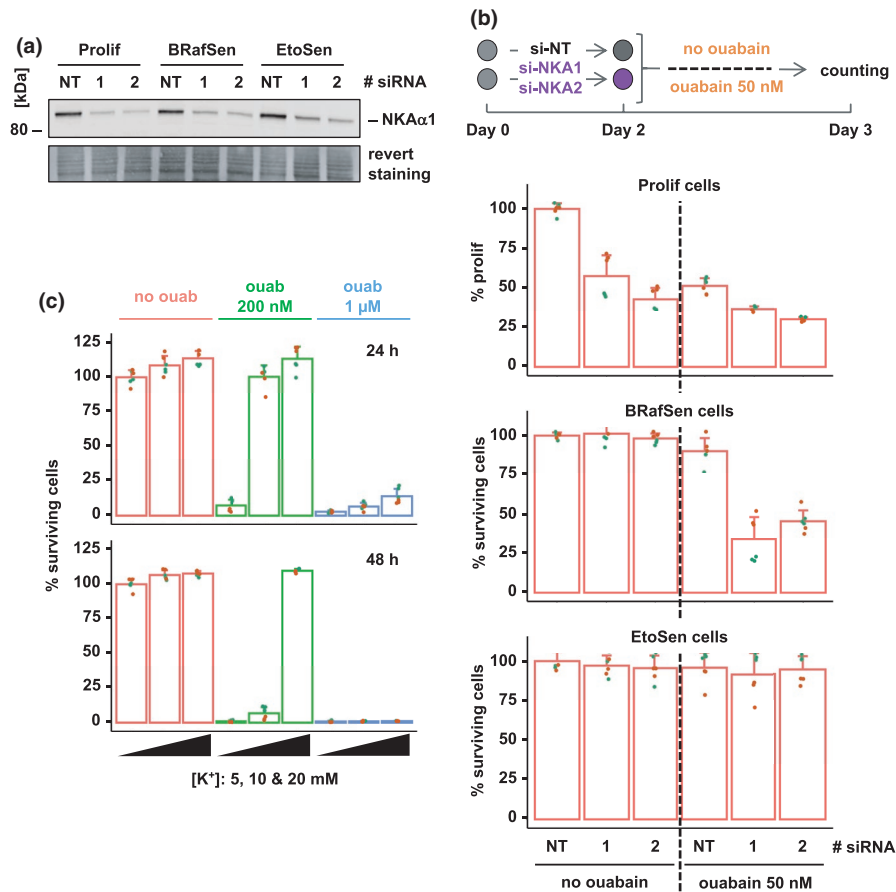 (a)
Prolif BRafSen EtoSen
NT 1 2 NT 1 2 NT 1 2 # siRNA
[kDa]
80
NKAα1
revert
staining
(b)
si-NT
si-NKA1
si-NKA2
no ouabain
ouabain 50 nM
counting
Day 0 Day 2 Day 3
Prolif cells
% prolif
100
75
50
25
0
BRafSen cells
% surviving cells
100
75
50
25
0
EtoSen cells
% surviving cells
100
75
50
25
0
NT 1 2 NT 1 2 # siRNA
no ouabain ouabain 50 nM
(c)
no ouab
ouab
200 nM
ouab
1 µM
% surviving cells
24 h
125
100
75
50
25
0
48 h
125
100
75
50
25
0
[K⁺]: 5, 10 & 20 mM